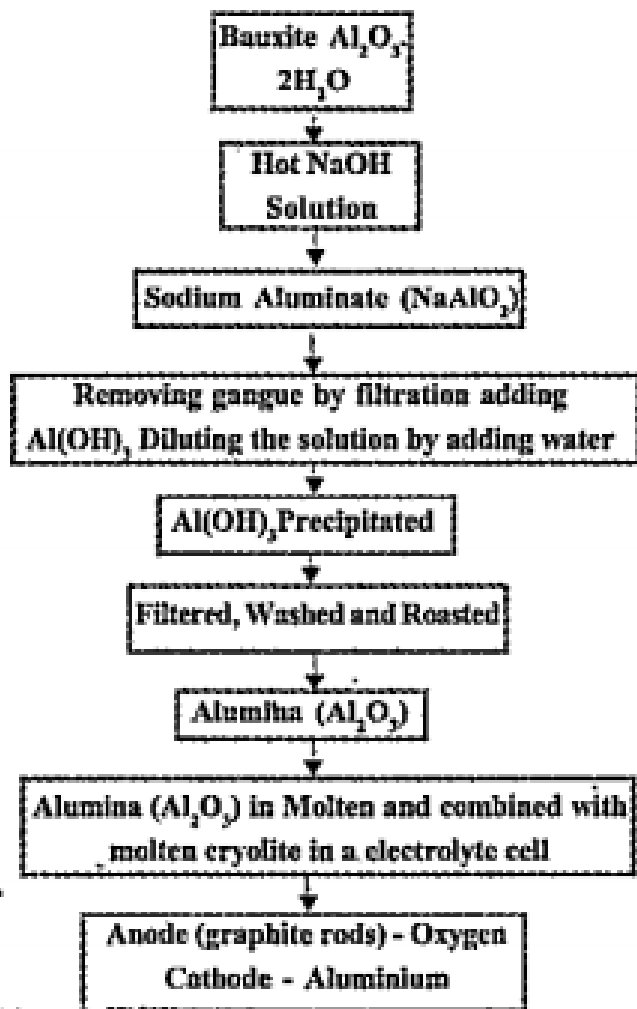 Bauxite Al₂O₃.
2H₂O
Hot NaOH
Solution
Sodium Aluminate (NaAlO₂)
Removing gangue by filtration adding
Al(OH)₃ Diluting the solution by adding water
Al(OH)₃Precipitated
Filtered, Washed and Roasted
Alumiha (Al₂O₃)
Alumina (Al₂O₃) in Molten and combined with
molten cryolite in a electrolyte cell
Anode (graphite rods) - Oxygen
Cathode - Aluminium